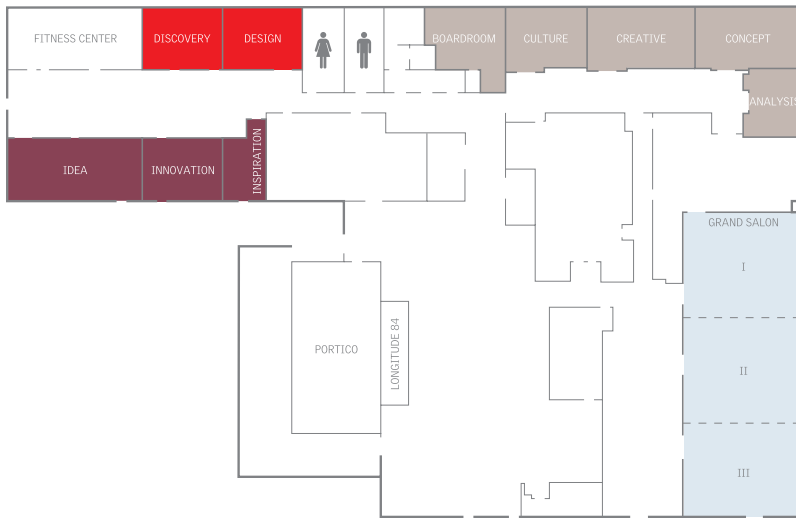 FITNESS CENTER
DISCOVERY
DESIGN
BOARDROOM
CULTURE
CREATIVE
CONCEPT
ANALYSIS
IDEA
INNOVATION
INSPIRATION
GRAND SALON
I
II
III
PORTICO
LONGITUDE 84